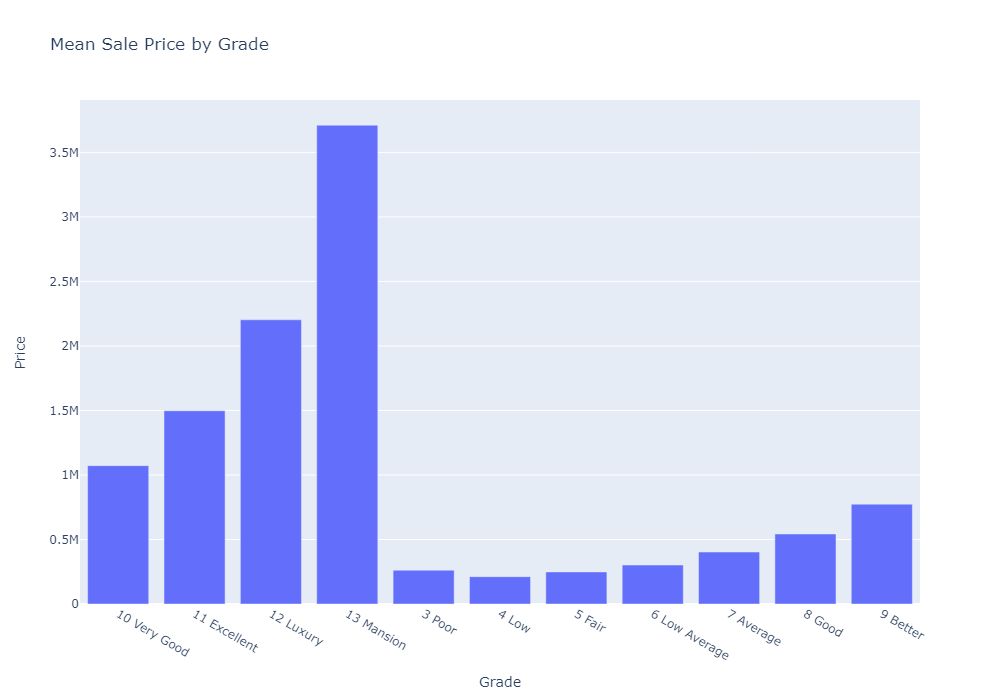 Mean Sale Price by Grade
3.5M
3M
2.5M
2M
1.5M
1M
0.5M
0
Price
10 Very Good
11 Excellent
12 Luxury
13 Mansion
3 Poor
4 Low
5 Fair
6 Low Average
7 Average
8 Good
9 Better
Grade